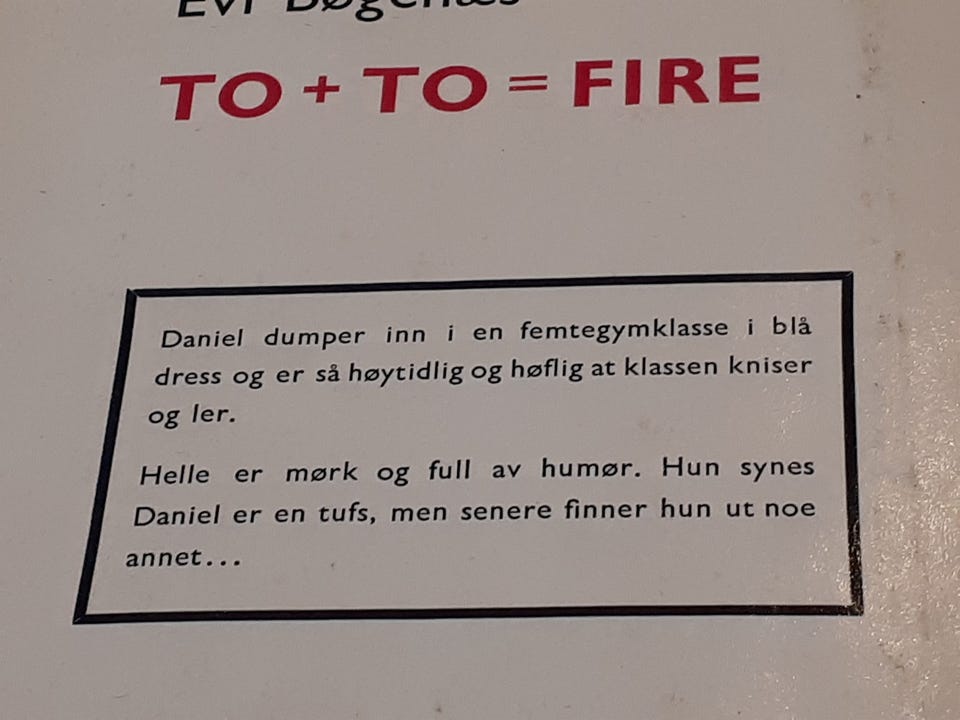 Evi Bøgenæs
TO + TO = FIRE
Daniel dumper inn i en femtegymklasse i blå
dress og er så høytidlig og høflig at klassen kniser
og ler.
Helle er mørk og full av humør. Hun synes
Daniel er en tufs, men senere finner hun ut noe
annet...